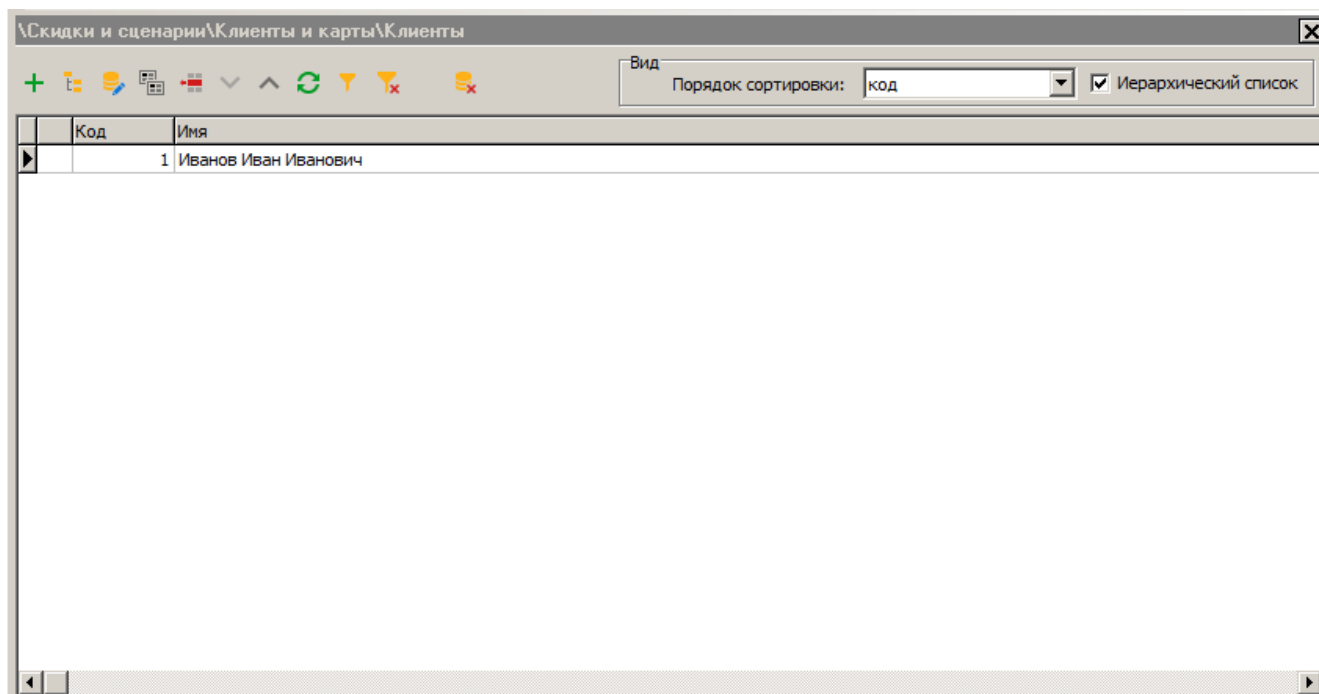 \Скидки и сценарии\Клиенты и карты\Клиенты
Вид
Порядок сортировки: код Иерархический список
Код Имя
1 Иванов Иван Иванович